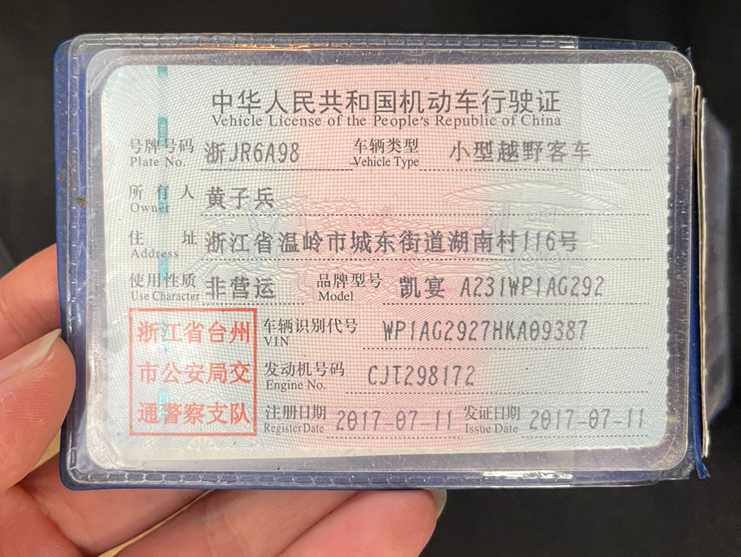 中华人民共和国机动车行驶证
Vehicle License of the People's Republic of China
号牌号码 浙JR6A98 车辆类型 小型越野客车
Plate No. Vehicle Type
所有人 黄子兵
Owner
住址 浙江省温岭市城东街道湖南村116号
Address
使用性质 非营运 品牌型号 凯宴 A231WP1AG292
Use Character Model
浙江省台州 车辆识别代号 WP1AG2927HKA09387
VIN
市公安局交 发动机号码 CJT298172
Engine No.
通警察支队 注册日期 2017-07-11 发证日期 2017-07-11
Register Date Issue Date